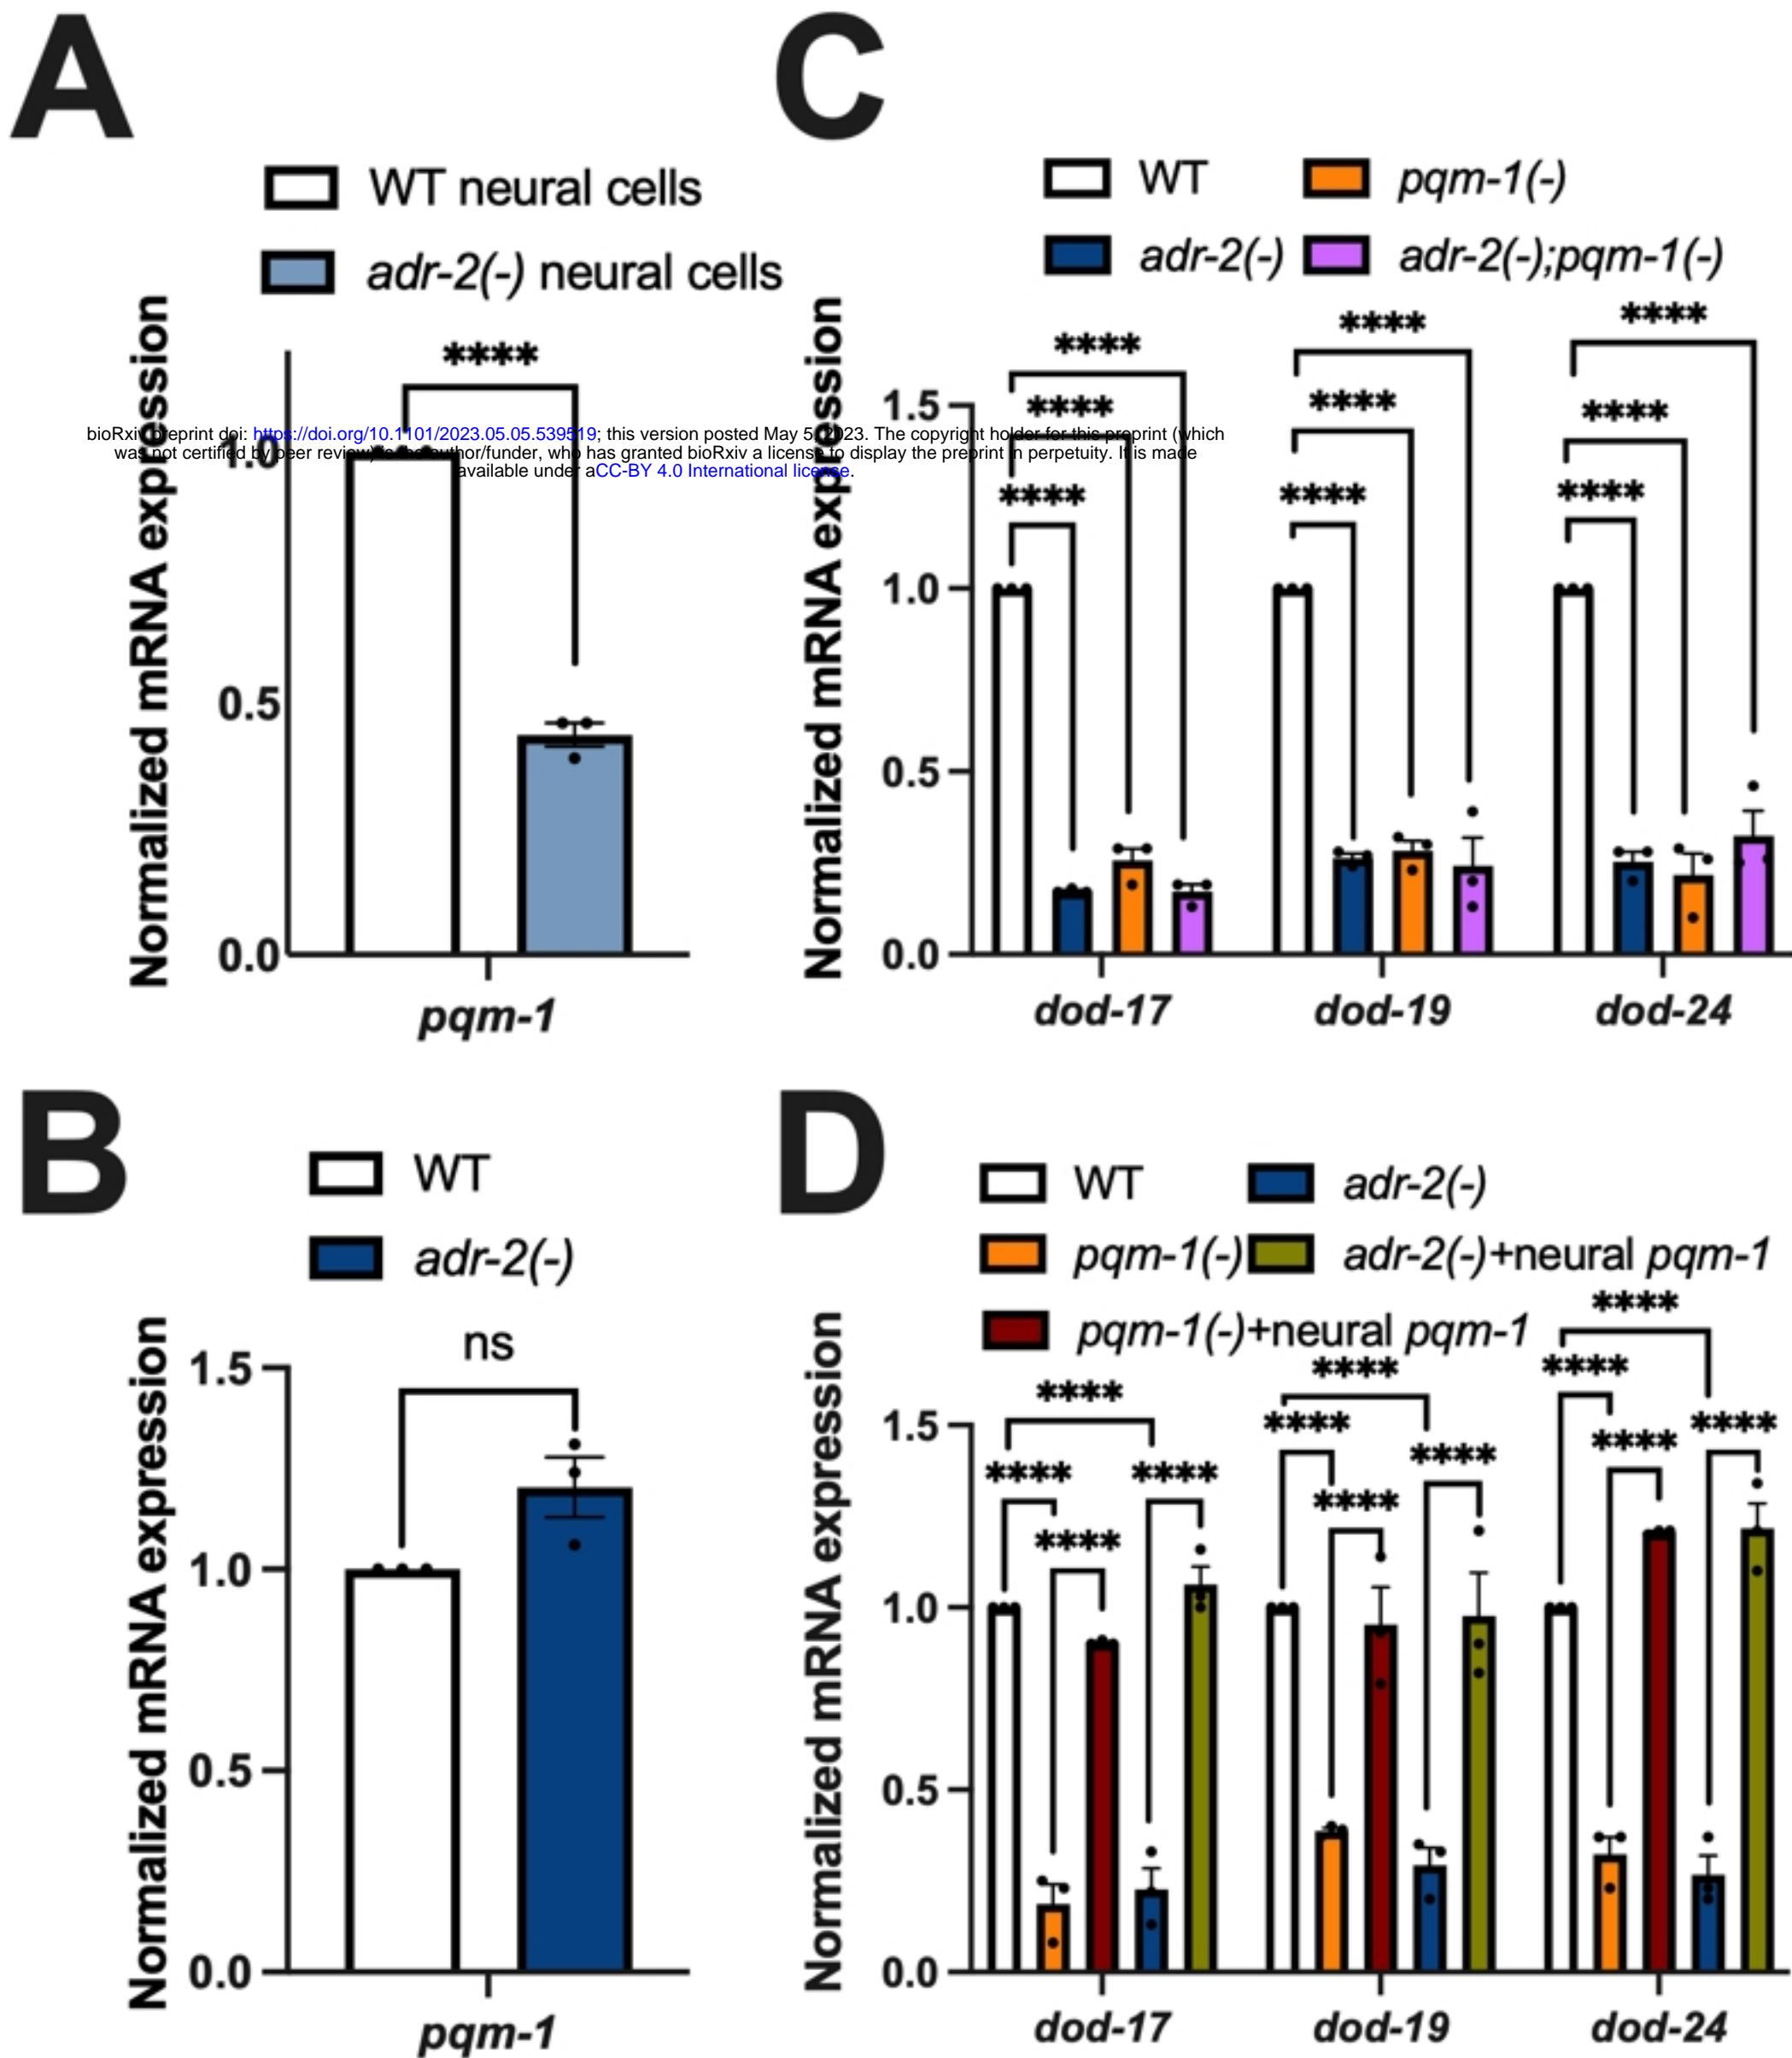 A
WT neural cells
adr-2(-) neural cells
Normalized mRNA expression
****
1.0
0.5
0.0
pqm-1
bioRxiv preprint doi: https://doi.org/10.1101/2023.05.05.539519; this version posted May 5, 2023. The copyright holder for this preprint (which
was not certified by peer review) is the author/funder, who has granted bioRxiv a license to display the preprint in perpetuity. It is made
available under aCC-BY 4.0 International license.
C
WT
pqm-1(-)
adr-2(-)
adr-2(-);pqm-1(-)
Normalized mRNA expression
****
****
****
****
****
****
****
****
****
1.5
1.0
0.5
0.0
dod-17
dod-19
dod-24
B
WT
adr-2(-)
Normalized mRNA expression
ns
1.5
1.0
0.5
0.0
pqm-1
D
WT
adr-2(-)
pqm-1(-)
adr-2(-)+neural pqm-1
pqm-1(-)+neural pqm-1
Normalized mRNA expression
****
****
****
****
****
****
****
****
****
****
****
****
1.5
1.0
0.5
0.0
dod-17
dod-19
dod-24